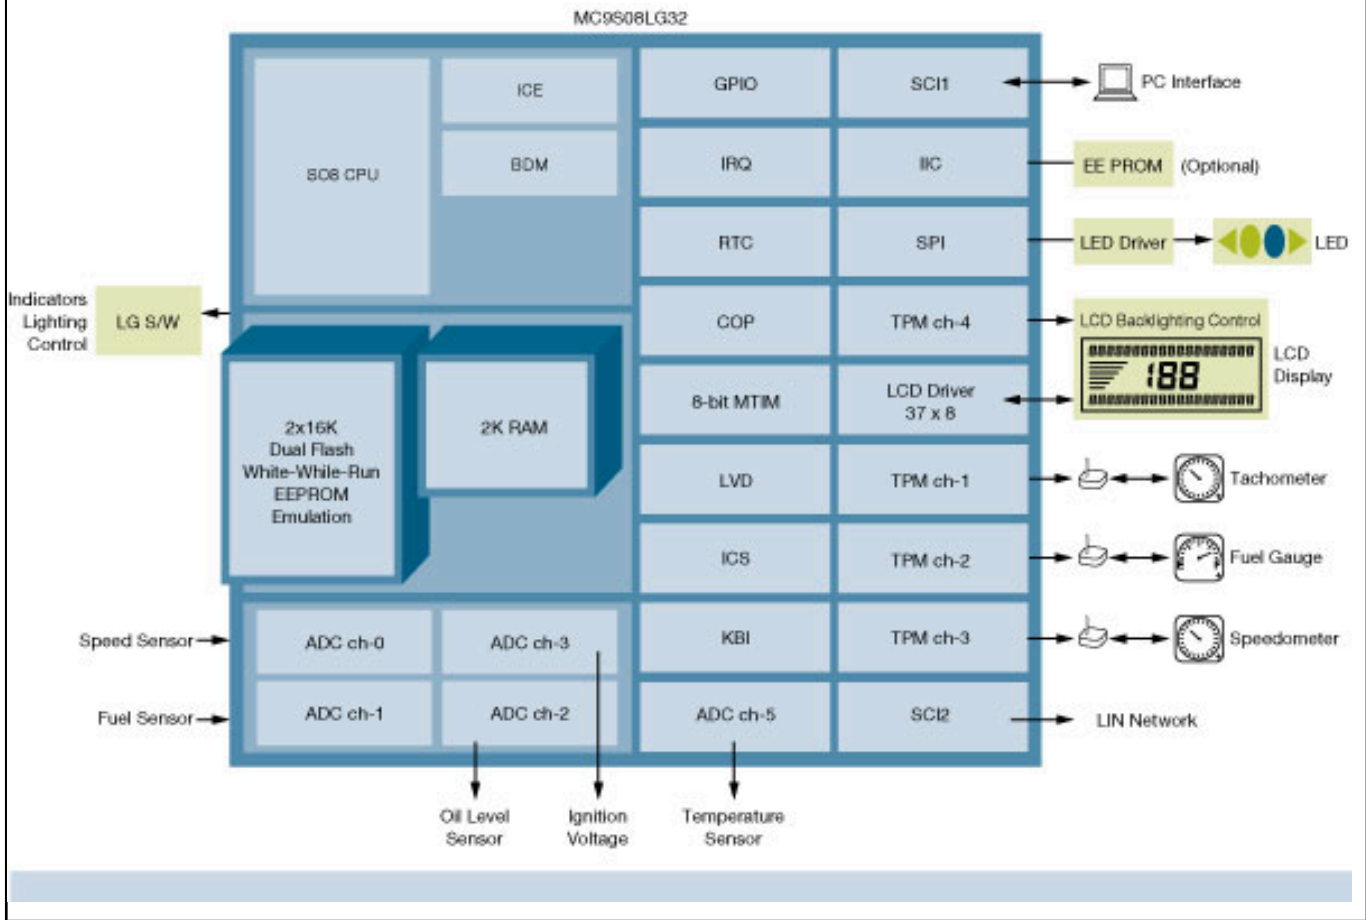 MC9S08LG32
S08 CPU
ICE
BDM
GPIO
SCI1
PC Interface
IRQ
IIC
EE PROM
(Optional)
RTC
SPI
LED Driver
LED
Indicators
Lighting
Control
LG S/W
COP
TPM ch-4
LCD Backlighting Control
188
LCD
Display
8-bit MTIM
LCD Driver
37 x 8
2x16K
Dual Flash
White-While-Run
EEPROM
Emulation
2K RAM
LVD
TPM ch-1
Tachometer
ICS
TPM ch-2
Fuel Gauge
Speed Sensor
ADC ch-0
ADC ch-3
KBI
TPM ch-3
Speedometer
Fuel Sensor
ADC ch-1
ADC ch-2
ADC ch-5
SCI2
LIN Network
Oil Level
Sensor
Ignition
Voltage
Temperature
Sensor